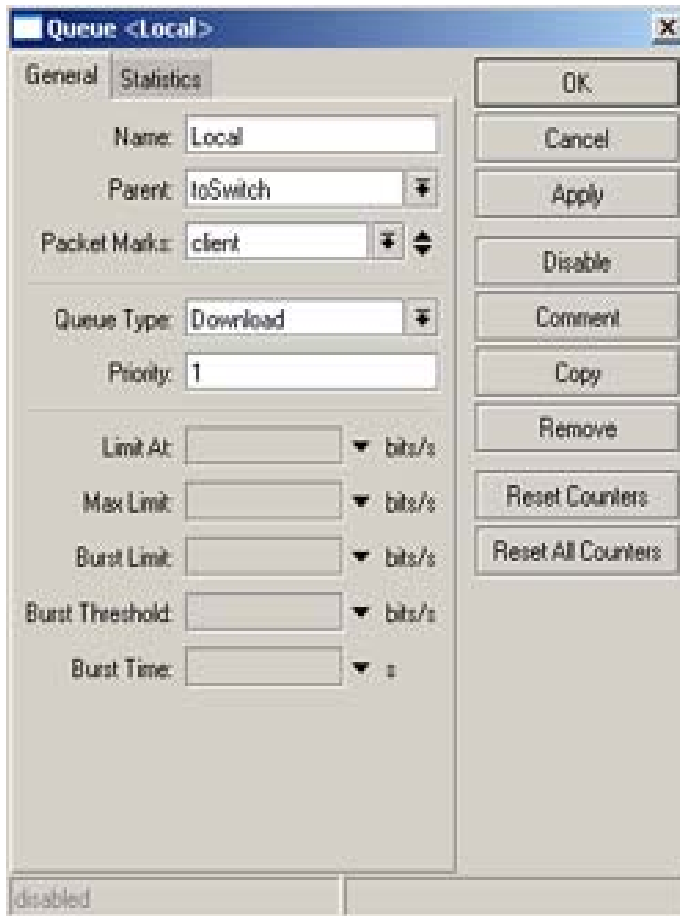 Queue <Local>
General Statistics
Name: Local
Parent: toSwitch
Packet Marks: client
Queue Type: Download
Priority: 1
Limit At: bits/s
Max Limit: bits/s
Burst Limit: bits/s
Burst Threshold: bits/s
Burst Time: s
OK
Cancel
Apply
Disable
Comment
Copy
Remove
Reset Counters
Reset All Counters
disabled